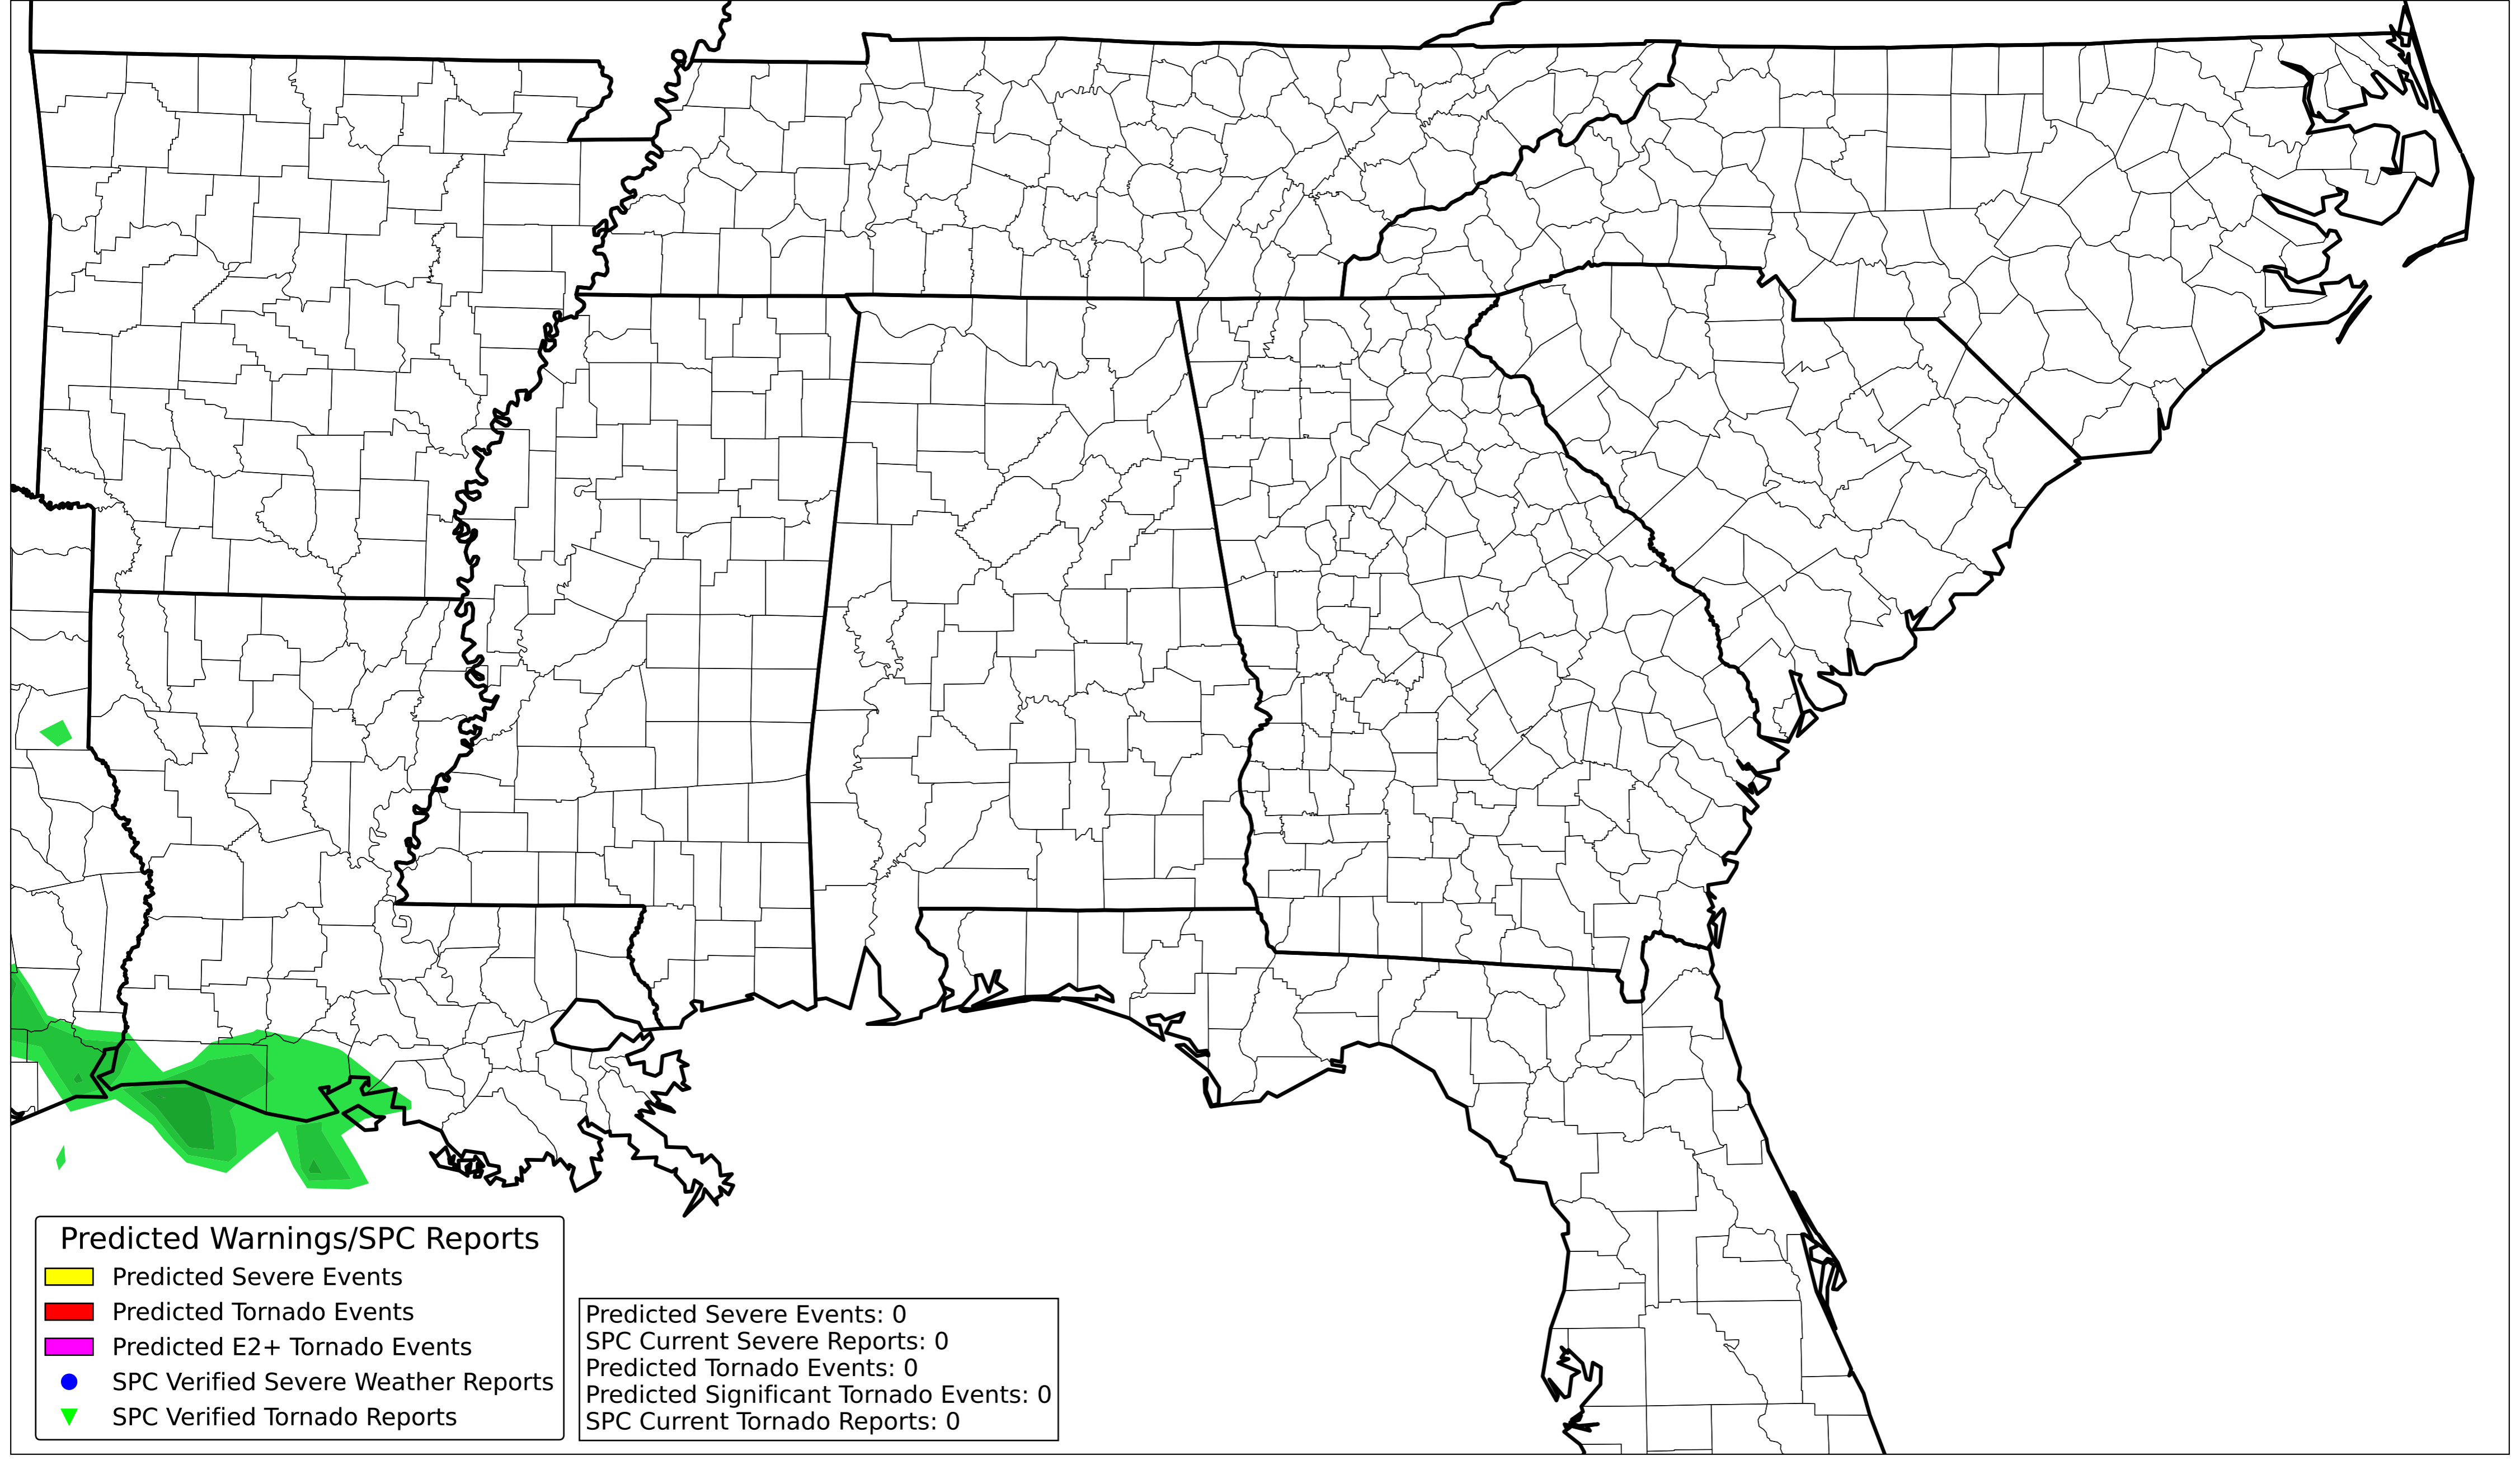 Predicted Warnings/SPC Reports
Predicted Severe Events
Predicted Tornado Events
Predicted E2+ Tornado Events
SPC Verified Severe Weather Reports
SPC Verified Tornado Reports
Predicted Severe Events: 0
SPC Current Severe Reports: 0
Predicted Tornado Events: 0
Predicted Significant Tornado Events: 0
SPC Current Tornado Reports: 0